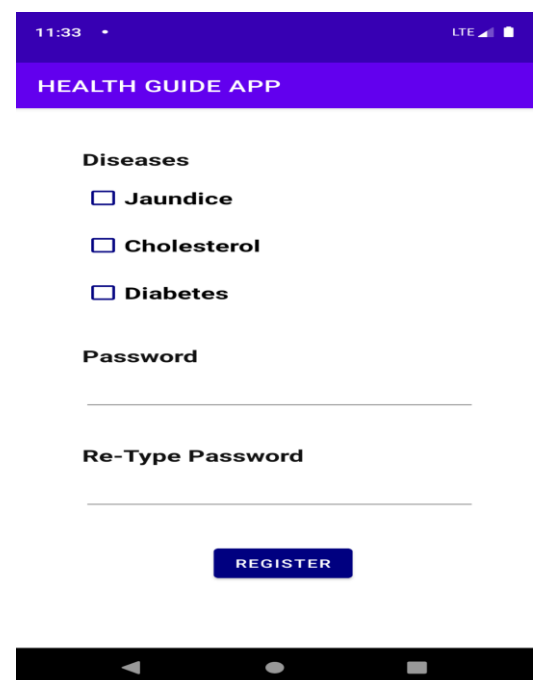 11:33
LTE
HEALTH GUIDE APP
Diseases
Jaundice
Cholesterol
Diabetes
Password
Re-Type Password
REGISTER